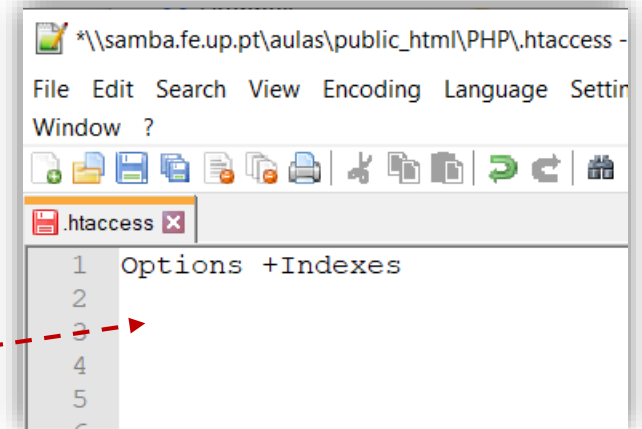 *\\samba.fe.up.pt\aulas\public_html\PHP\.htaccess -
File Edit Search View Encoding Language Settin
Window ?
.htaccess
1 Options +Indexes
2
3
4
5